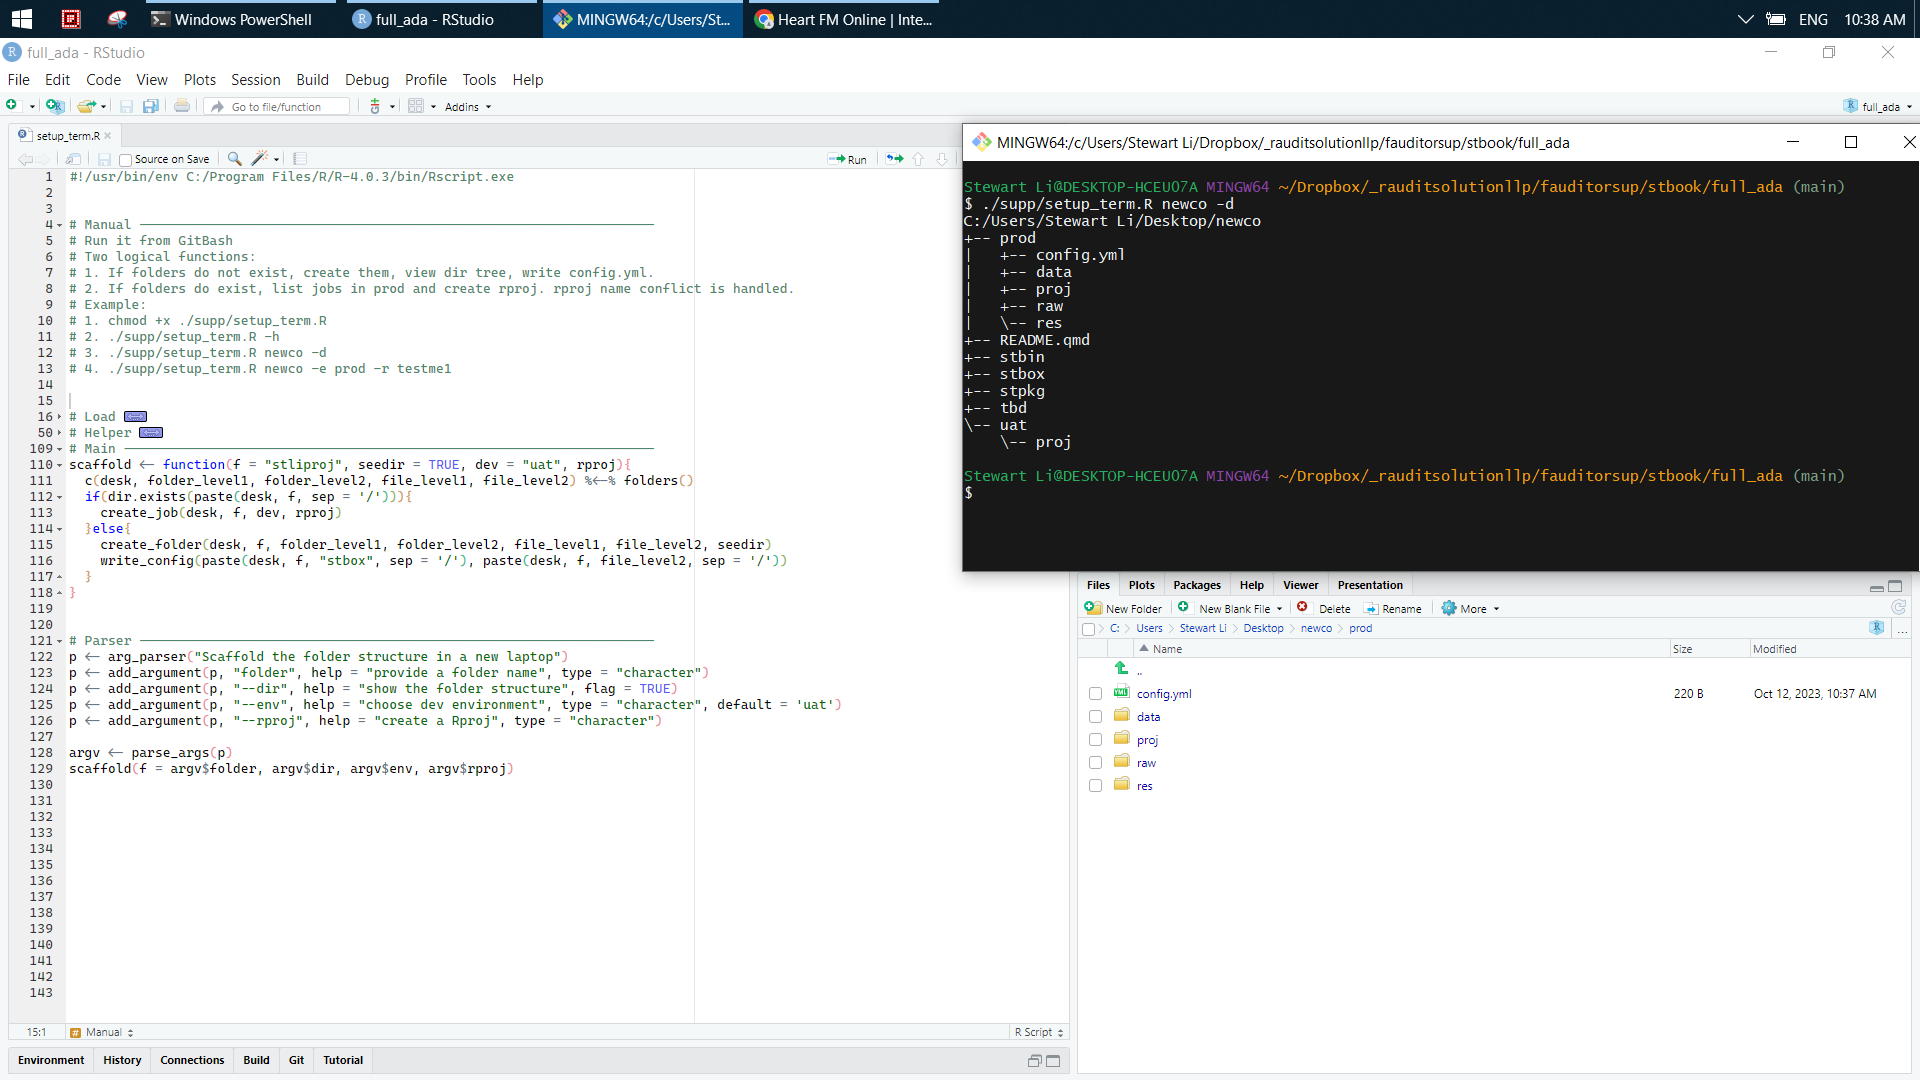 Windows PowerShell
full_ada - RStudio
MINGW64:/c/Users/St...
Heart FM Online | Inte...
ENG
10:38 AM
full_ada - RStudio
File Edit Code View Plots Session Build Debug Profile Tools Help
Go to file/function
Addins
full_ada
setup_term.R
Source on Save
Run
1 #!/usr/bin/env C:/Program Files/R/R-4.0.3/bin/Rscript.exe
2
3
4 # Manual
5 # Run it from GitBash
6 # Two logical functions:
7 # 1. If folders do not exist, create them, view dir tree, write config.yml.
8 # 2. If folders do exist, list jobs in prod and create rproj. rproj name conflict is handled.
9 # Example:
10 # 1. chmod +x ./supp/setup_term.R
11 # 2. ./supp/setup_term.R -h
12 # 3. ./supp/setup_term.R newco -d
13 # 4. ./supp/setup_term.R newco -e prod -r testme1
14
15
16 # Load
50 # Helper
109 # Main
110 scaffold <- function(f = "stliproj", seedir = TRUE, dev = "uat", rproj){
111 c(desk, folder_level1, folder_level2, file_level1, file_level2) %<-% folders()
112 if(dir.exists(paste(desk, f, sep = '/'))){
113 create_job(desk, f, dev, rproj)
114 }else{
115 create_folder(desk, f, folder_level1, folder_level2, file_level1, file_level2, seedir)
116 write_config(paste(desk, f, "stbox", sep = '/'), paste(desk, f, file_level2, sep = '/'))
117 }
118 }
119
120
121 # Parser
122 p <- arg_parser("Scaffold the folder structure in a new laptop")
123 p <- add_argument(p, "folder", help = "provide a folder name", type = "character")
124 p <- add_argument(p, "--dir", help = "show the folder structure", flag = TRUE)
125 p <- add_argument(p, "--env", help = "choose dev environment", type = "character", default = 'uat')
126 p <- add_argument(p, "--rproj", help = "create a Rproj", type = "character")
127
128 argv <- parse_args(p)
129 scaffold(f = argv$folder, argv$dir, argv$env, argv$rproj)
130
131
132
133
134
135
136
137
138
139
140
141
142
143
15:1
Manual
R Script
Environment History Connections Build Git Tutorial
MINGW64:/c/Users/Stewart Li/Dropbox/_rauditsolutionllp/fauditorsup/stbook/full_ada
Stewart Li@DESKTOP-HCEUO7A MINGW64 ~/Dropbox/_rauditsolutionllp/fauditorsup/stbook/full_ada (main)
$ ./supp/setup_term.R newco -d
C:/Users/Stewart Li/Desktop/newco
+-- prod
|   +-- config.yml
|   +-- data
|   +-- proj
|   +-- raw
|   \-- res
+-- README.qmd
+-- stbin
+-- stbox
+-- stpkg
+-- tbd
\-- uat
    \-- proj
Stewart Li@DESKTOP-HCEUO7A MINGW64 ~/Dropbox/_rauditsolutionllp/fauditorsup/stbook/full_ada (main)
$
Files Plots Packages Help Viewer Presentation
New Folder New Blank File Delete Rename More
C: Users Stewart Li Desktop newco prod
...
Name Size Modified
..
config.yml 220 B Oct 12, 2023, 10:37 AM
data
proj
raw
res